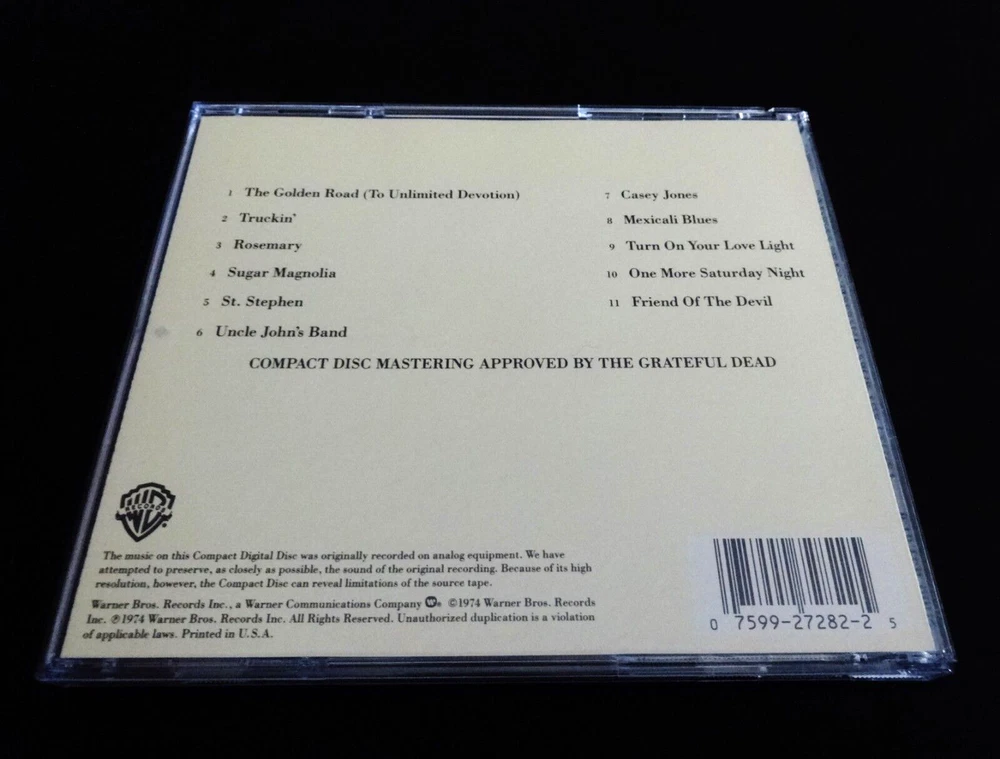 1 The Golden Road (To Unlimited Devotion)
2 Truckin'
3 Rosemary
4 Sugar Magnolia
5 St. Stephen
6 Uncle John's Band
7 Casey Jones
8 Mexicali Blues
9 Turn On Your Love Light
10 One More Saturday Night
11 Friend Of The Devil
COMPACT DISC MASTERING APPROVED BY THE GRATEFUL DEAD
WB
RECORDS
®
The music on this Compact Digital Disc was originally recorded on analog equipment. We have
attempted to preserve, as closely as possible, the sound of the original recording. Because of its high
resolution, however, the Compact Disc can reveal limitations of the source tape.
Warner Bros. Records Inc., a Warner Communications Company ®. ©1974 Warner Bros. Records
Inc. ℗1974 Warner Bros. Records Inc. All Rights Reserved. Unauthorized duplication is a violation
of applicable laws. Printed in U.S.A.
0 7599-27282-2 5